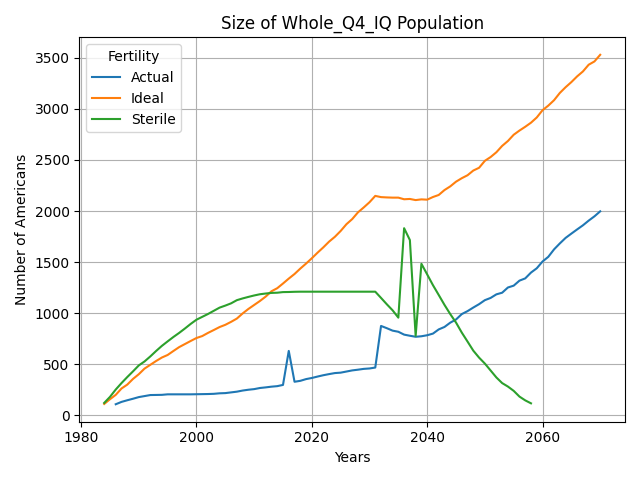 Size of Whole_Q4_IQ Population
Fertility
Actual
Ideal
Sterile
3500
3000
2500
2000
1500
1000
500
0
Number of Americans
1980
2000
2020
2040
2060
Years